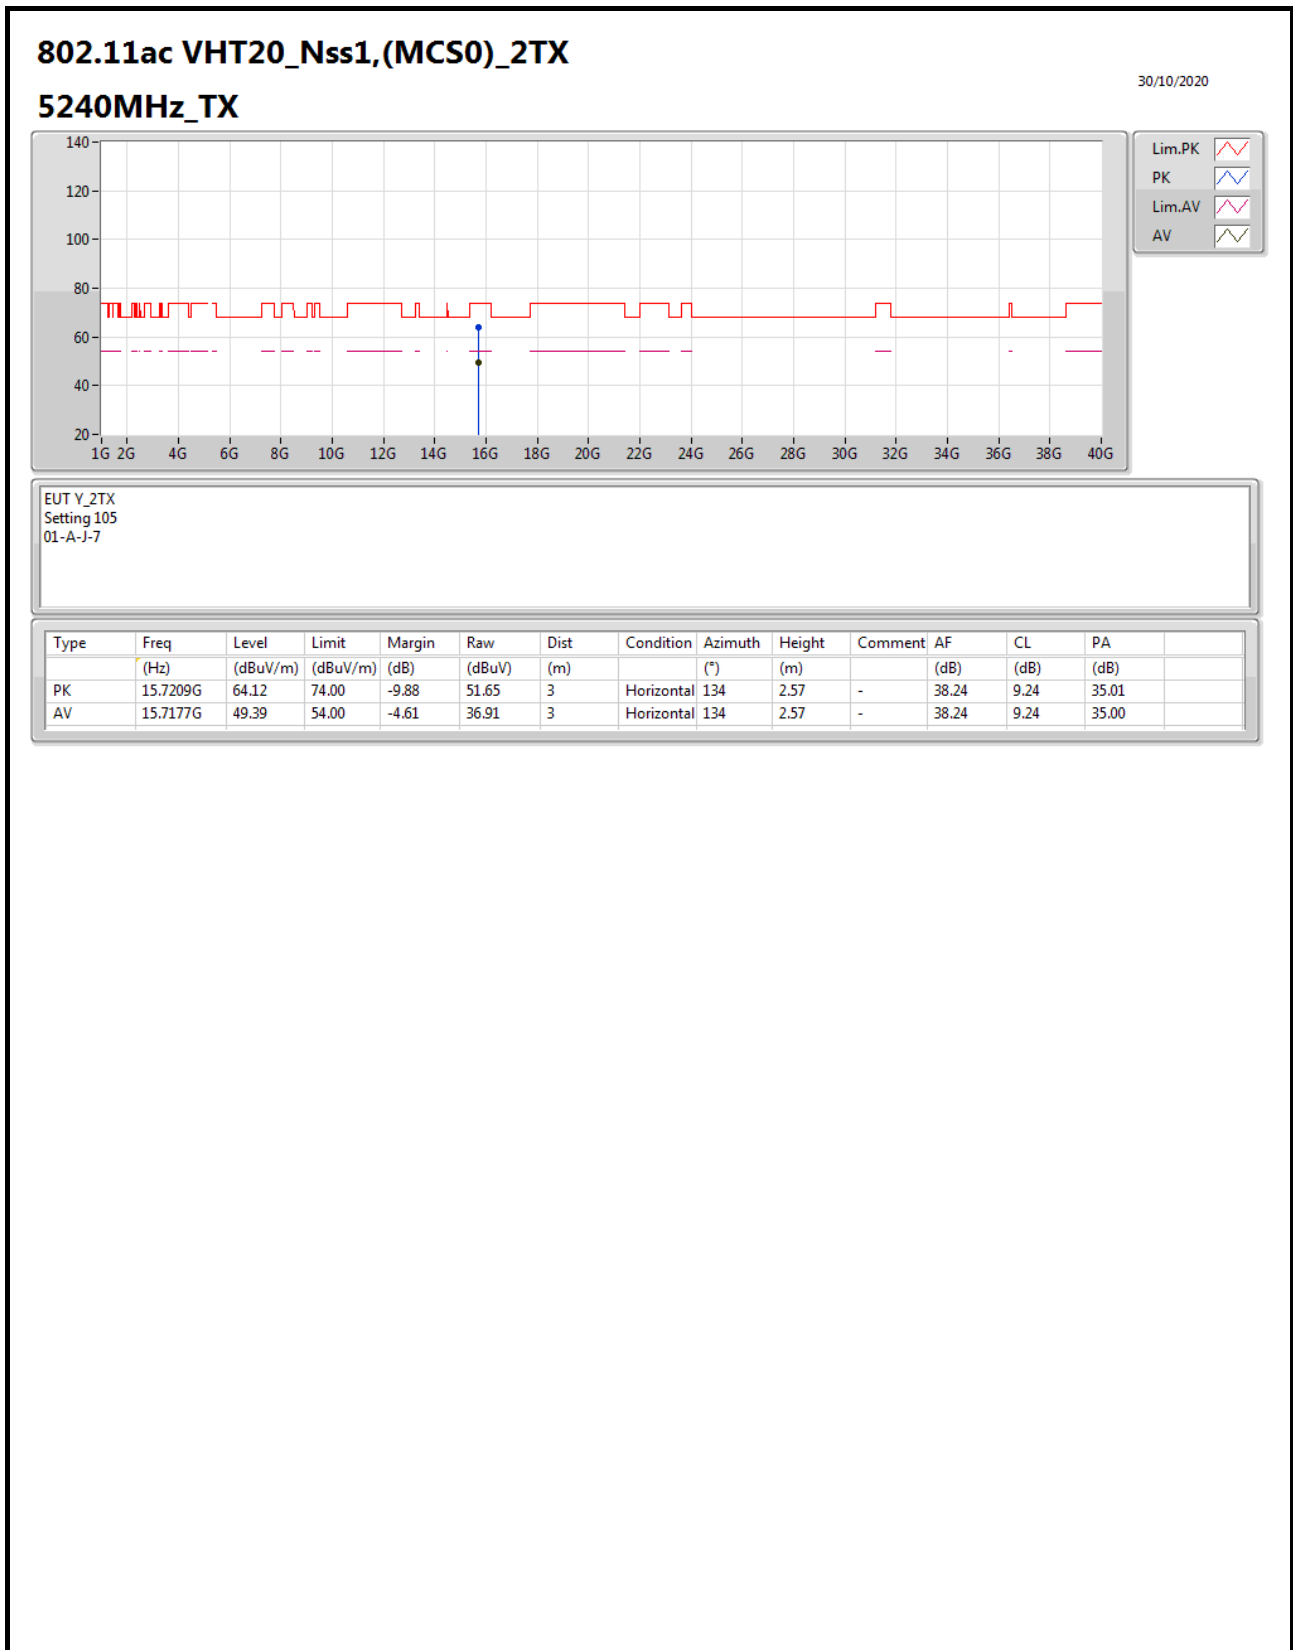 802.11ac VHT20_Nss1,(MCS0)_2TX
30/10/2020
5240MHz_TX
140
120
100
80
60
40
20
1G 2G 4G 6G 8G 10G 12G 14G 16G 18G 20G 22G 24G 26G 28G 30G 32G 34G 36G 38G 40G
Lim.PK
PK
Lim.AV
AV
EUT Y_2TX
Setting 105
01-A-J-7
Type Freq Level Limit Margin Raw Dist Condition Azimuth Height Comment AF CL PA
(Hz) (dBuV/m) (dBuV/m) (dB) (dBuV) (m) (°) (m) (dB) (dB) (dB)
PK 15.7209G 64.12 74.00 -9.88 51.65 3 Horizontal 134 2.57 - 38.24 9.24 35.01
AV 15.7177G 49.39 54.00 -4.61 36.91 3 Horizontal 134 2.57 - 38.24 9.24 35.00